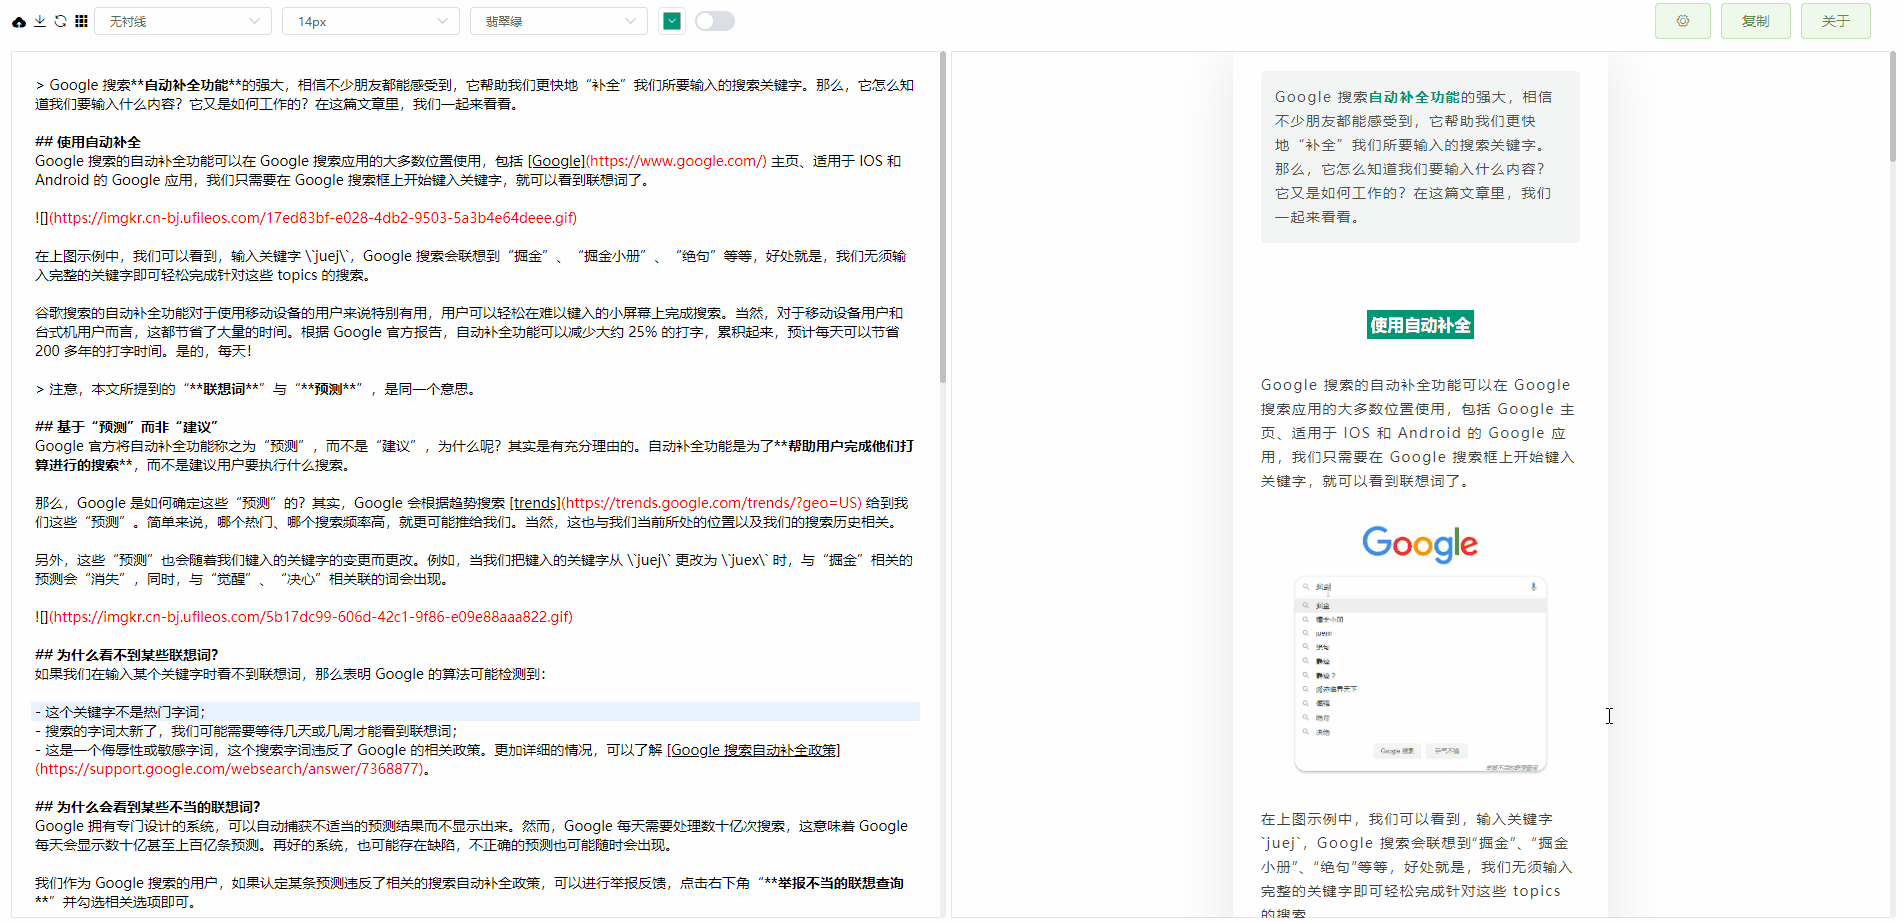 无衬线
14px
翡翠绿
复制
关于
> Google 搜索**自动补全功能**的强大，相信不少朋友都能感受到，它帮助我们更快地“补全”我们所要输入的搜索关键字。那么，它怎么知
道我们要输入什么内容？它又是如何工作的？在这篇文章里，我们一起来看看。
## 使用自动补全
Google 搜索的自动补全功能可以在 Google 搜索应用的大多数位置使用，包括 [Google](https://www.google.com/) 主页、适用于 IOS 和
Android 的 Google 应用，我们只需要在 Google 搜索框上开始键入关键字，就可以看到联想词了。
![](https://imgkr.cn-bj.ufileos.com/17ed83bf-e028-4db2-9503-5a3b4e64deee.gif)
在上图示例中，我们可以看到，输入关键字 \`juej\`，Google 搜索会联想到“掘金”、“掘金小册”、“绝句”等等，好处就是，我们无须输
入完整的关键字即可轻松完成针对这些 topics 的搜索。
谷歌搜索的自动补全功能对于使用移动设备的用户来说特别有用，用户可以轻松在难以键入的小屏幕上完成搜索。当然，对于移动设备用户和
台式机用户而言，这都节省了大量的时间。根据 Google 官方报告，自动补全功能可以减少大约 25% 的打字，累积起来，预计每天可以节省
200 多年的打字时间。是的，每天！
> 注意，本文所提到的“**联想词**”与“**预测**”，是同一个意思。
## 基于“预测”而非“建议”
Google 官方将自动补全功能称之为“预测”，而不是“建议”，为什么呢？其实是有充分理由的。自动补全功能是为了**帮助用户完成他们打
算进行的搜索**，而不是建议用户要执行什么搜索。
那么，Google 是如何确定这些“预测”的？其实，Google 会根据趋势搜索 [trends](https://trends.google.com/trends/?geo=US) 给到我
们这些“预测”。简单来说，哪个热门、哪个搜索频率高，就更可能推给我们。当然，这也与我们当前所处的位置以及我们的搜索历史相关。
另外，这些“预测”也会随着我们键入的关键字的变更而更改。例如，当我们把键入的关键字从 \`juej\` 更改为 \`juex\` 时，与“掘金”相关的
预测会“消失”，同时，与“觉醒”、“决心”相关联的词会出现。
![](https://imgkr.cn-bj.ufileos.com/5b17dc99-606d-42c1-9f86-e09e88aaa822.gif)
## 为什么看不到某些联想词？
如果我们在输入某个关键字时看不到联想词，那么表明 Google 的算法可能检测到：
- 这个关键字不是热门字词；
- 搜索的字词太新了，我们可能需要等待几天或几周才能看到联想词；
- 这是一个侮辱性或敏感字词，这个搜索字词违反了 Google 的相关政策。更加详细的情况，可以了解 [Google 搜索自动补全政策]
(https://support.google.com/websearch/answer/7368877)。
## 为什么会看到某些不当的联想词？
Google 拥有专门设计的系统，可以自动捕获不适当的预测结果而不显示出来。然而，Google 每天需要处理数十亿次搜索，这意味着 Google
每天会显示数十亿甚至上百亿条预测。再好的系统，也可能存在缺陷，不正确的预测也可能随时会出现。
我们作为 Google 搜索的用户，如果认定某条预测违反了相关的搜索自动补全政策，可以进行举报反馈，点击右下角“**举报不当的联想查询
**”并勾选相关选项即可。
Google 搜索自动补全功能的强大，相信
不少朋友都能感受到，它帮助我们更快
地“补全”我们所要输入的搜索关键字。
那么，它怎么知道我们要输入什么内容？
它又是如何工作的？在这篇文章里，我们
一起来看看。
使用自动补全
Google 搜索的自动补全功能可以在 Google
搜索应用的大多数位置使用，包括 Google 主
页、适用于 IOS 和 Android 的 Google 应
用，我们只需要在 Google 搜索框上开始键入
关键字，就可以看到联想词了。
Google
掘金
掘金
掘金小册
juejin
绝句
绝句
Google 搜索
举报不当的联想查询
在上图示例中，我们可以看到，输入关键字
`juej`，Google 搜索会联想到“掘金”、“掘金
小册”、“绝句”等等，好处就是，我们无须输入
完整的关键字即可轻松完成针对这些 topics
的搜索